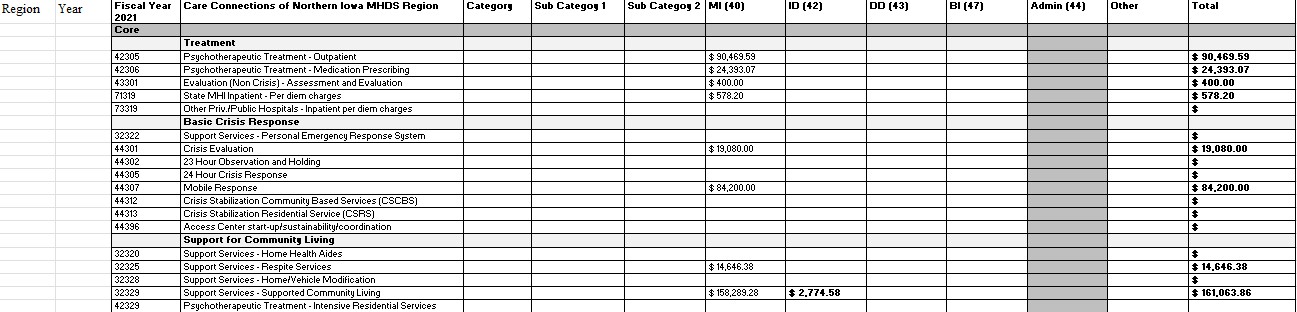 Region Year Fiscal Year 2021 Care Connections of Northern Iowa MHDS Region Category Sub Categoy 1 Sub Categoy 2 MI (40) ID (42) DD (43) BI (47) Admin (44) Other Total
Core
Treatment
42305 Psychotherapeutic Treatment - Outpatient $ 90,469.59 $ 90,469.59
42306 Psychotherapeutic Treatment - Medication Prescribing $ 24,393.07 $ 24,393.07
43301 Evaluation (Non Crisis) - Assessment and Evaluation $ 400.00 $ 400.00
71319 State MHI Inpatient - Per diem charges $ 578.20 $ 578.20
73319 Other Priv./Public Hospitals - Inpatient per diem charges $
Basic Crisis Response
32322 Support Services - Personal Emergency Response System $
44301 Crisis Evaluation $ 19,080.00 $ 19,080.00
44302 23 Hour Observation and Holding $
44305 24 Hour Crisis Response $
44307 Mobile Response $ 84,200.00 $ 84,200.00
44312 Crisis Stabilization Community Based Services (CSCBS) $
44313 Crisis Stabilization Residential Service (CSRS) $
44396 Access Center start-up/sustainability/coordination $
Support for Community Living
32320 Support Services - Home Health Aides $
32325 Support Services - Respite Services $ 14,646.38 $ 14,646.38
32328 Support Services - Home/Vehicle Modification $
32329 Support Services - Supported Community Living $ 158,289.28 $ 2,774.58 $ 161,063.86
42329 Psychotherapeutic Treatment - Intensive Residential Services